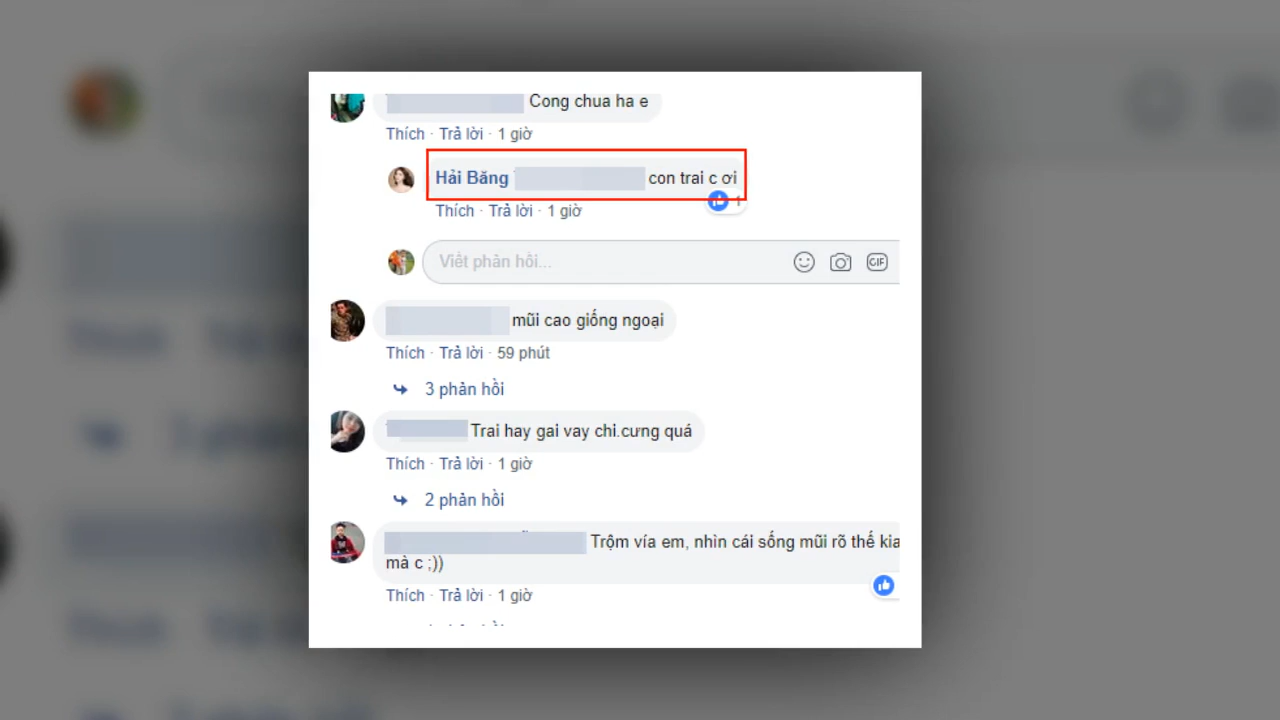 Cong chua ha e
Thích · Trả lời · 1 giờ
Hải Băng con trai c ơi
1
Thích · Trả lời · 1 giờ
Viết phản hồi...
GIF
mũi cao giống ngoại
Thích · Trả lời · 59 phút
3 phản hồi
Trai hay gai vay chi.cưng quá
Thích · Trả lời · 1 giờ
2 phản hồi
Trộm vía em, nhìn cái sống mũi rõ thế kia
mà c ;))
Thích · Trả lời · 1 giờ